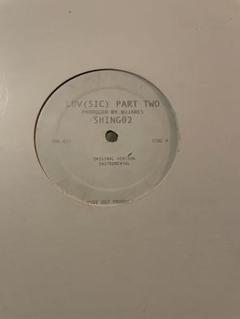 LUV(SIC) PART TWO
PRODUCED BY NUJABES
SHING02
SIDE A
ORIGINAL VERSION
INSTRUMENTAL